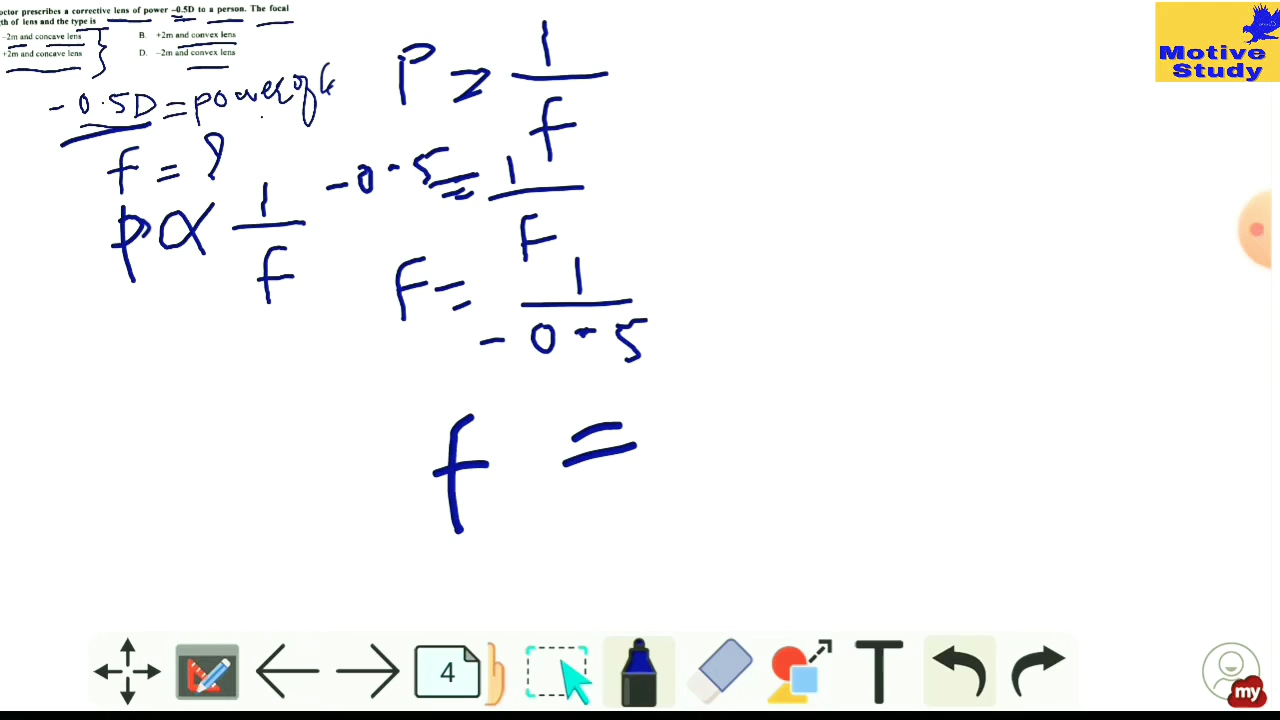 octor prescribes a corrective lens of power –0.5D to a person. The focal
th of lens and the type is
–2m and concave lens B. +2m and convex lens
+2m and concave lens D. –2m and convex lens
-0.5D = power of
f = ?
p ∝ 1/f
P = 1/f
-0.5 = 1/F
F = 1/-0.5
f =
Motive
Study
4
T
my